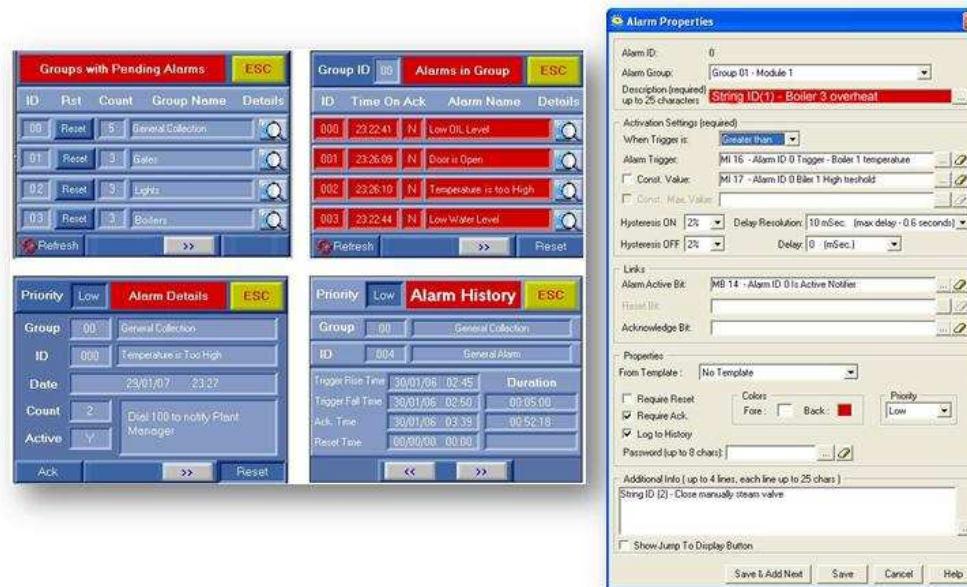 Groups with Pending Alarms ESC
ID Rst Count Group Name Details
00 Reset 5 General Collection
01 Reset 3 Gates
02 Reset 3 Lights
03 Reset 3 Boilers
Refresh >>
Group ID 00 Alarms in Group ESC
ID Time On Ack Alarm Name Details
000 23:22:41 N Low OIL Level
001 23:26:09 N Door is Open
002 23:26:10 N Temperature is too High
003 23:22:44 N Low Water Level
Refresh >> Reset
Priority Low Alarm Details ESC
Group 00 General Collection
ID 000 Temperature is Too High
Date 29/01/07 23:27
Count 2 Dial 100 to notify Plant
Manager
Active Y
Ack >> Reset
Priority Low Alarm History ESC
Group 00 General Collection
ID 004 General Alarm
Trigger Rise Time 30/01/06 02:45 Duration
Trigger Fall Time 30/01/06 02:50 00:05:00
Ack. Time 30/01/06 03:39 00:52:18
Reset Time 00/00/00 00:00
<< >>
Alarm Properties
Alarm ID: 0
Alarm Group: Group 01 - Module 1
Description (required)
up to 25 characters String ID(1) - Boiler 3 overheat ...
Activation Settings (required)
When Trigger is: Greater than
Alarm Trigger: MI 16 - Alarm ID 0 Trigger - Boiler 1 temperature ...
Const. Value: MI 17 - Alarm ID 0 Biler 1 High treshold ...
Const. Max. Value: ...
Hysteresis ON 2% Delay Resolution: 10 mSec. (max delay - 0.6 seconds)
Hysteresis OFF 2% Delay: 0 (mSec.)
Links
Alarm Active Bit: MB 14 - Alarm ID 0 Is Active Notifier ...
Reset Bit: ...
Acknowledge Bit: ...
Properties
From Template : No Template
Require Reset Colors Priority
Require Ack. Fore : Back : Low
Log to History
Password (up to 8 chars): ...
Additional Info ( up to 4 lines, each line up to 25 chars )
String ID (2) - Close manually steam valve
...
Show Jump To Display Button
Save & Add Next Save Cancel Help